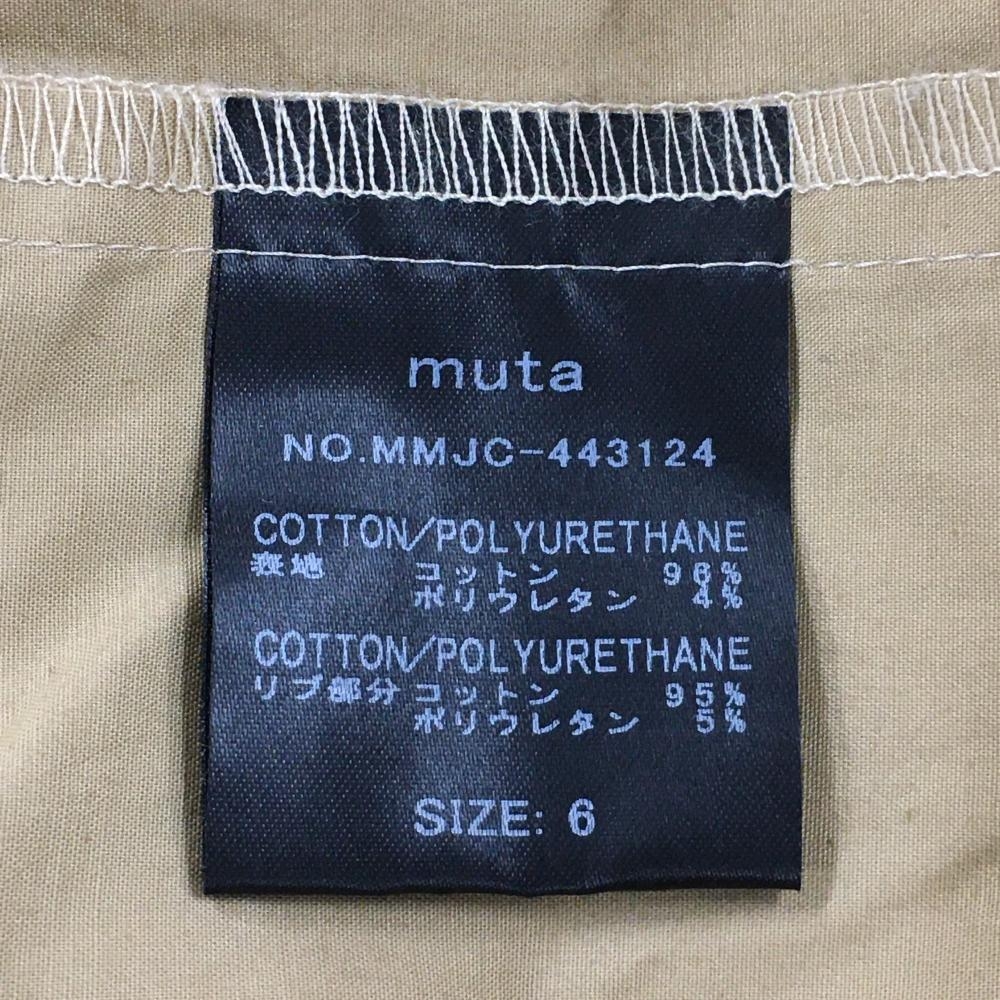 muta
NO.MMJC-443124
COTTON/POLYURETHANE
表地 コットン 96%
ポリウレタン 4%
COTTON/POLYURETHANE
リブ部分 コットン 95%
ポリウレタン 5%
SIZE: 6